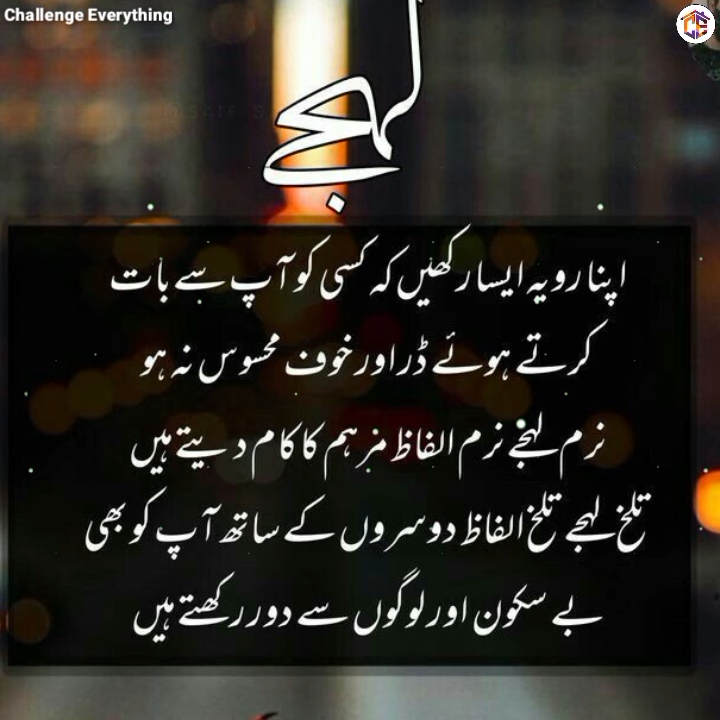 Challenge Everything
لہجے
اپنا رویہ ایسا رکھیں کہ کسی کو آپ سے بات
کرتے ہوئے ڈر اور خوف محسوس نہ ہو
نرم لہجے نرم الفاظ مرہم کا کام دیتے ہیں
تلخ لہجے تلخ الفاظ دوسروں کے ساتھ آپ کو بھی
بے سکون اور لوگوں سے دور رکھتے ہیں